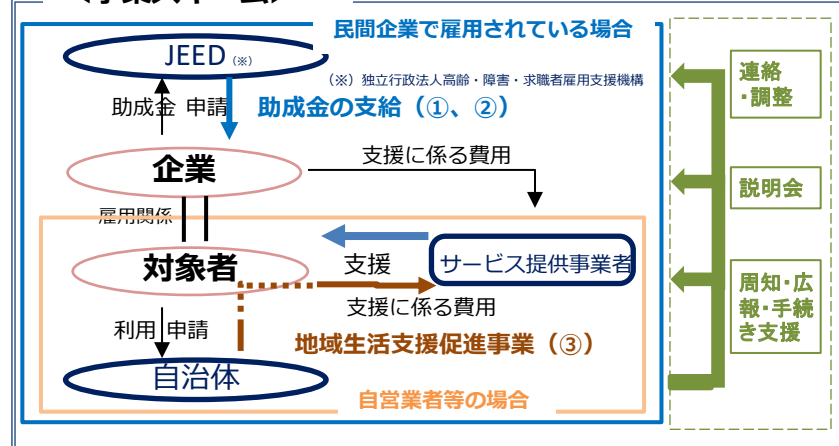 民間企業で雇用されている場合
JEED（※）
（※）独立行政法人高齢・障害・求職者雇用支援機構
助成金 申請
助成金の支給（①、②）
企業
支援に係る費用
雇用関係
対象者
支援
サービス提供事業者
支援に係る費用
利用 申請
地域生活支援促進事業（③）
自治体
自営業者等の場合
連絡
・調整
説明会
周知・広
報・手続
き支援